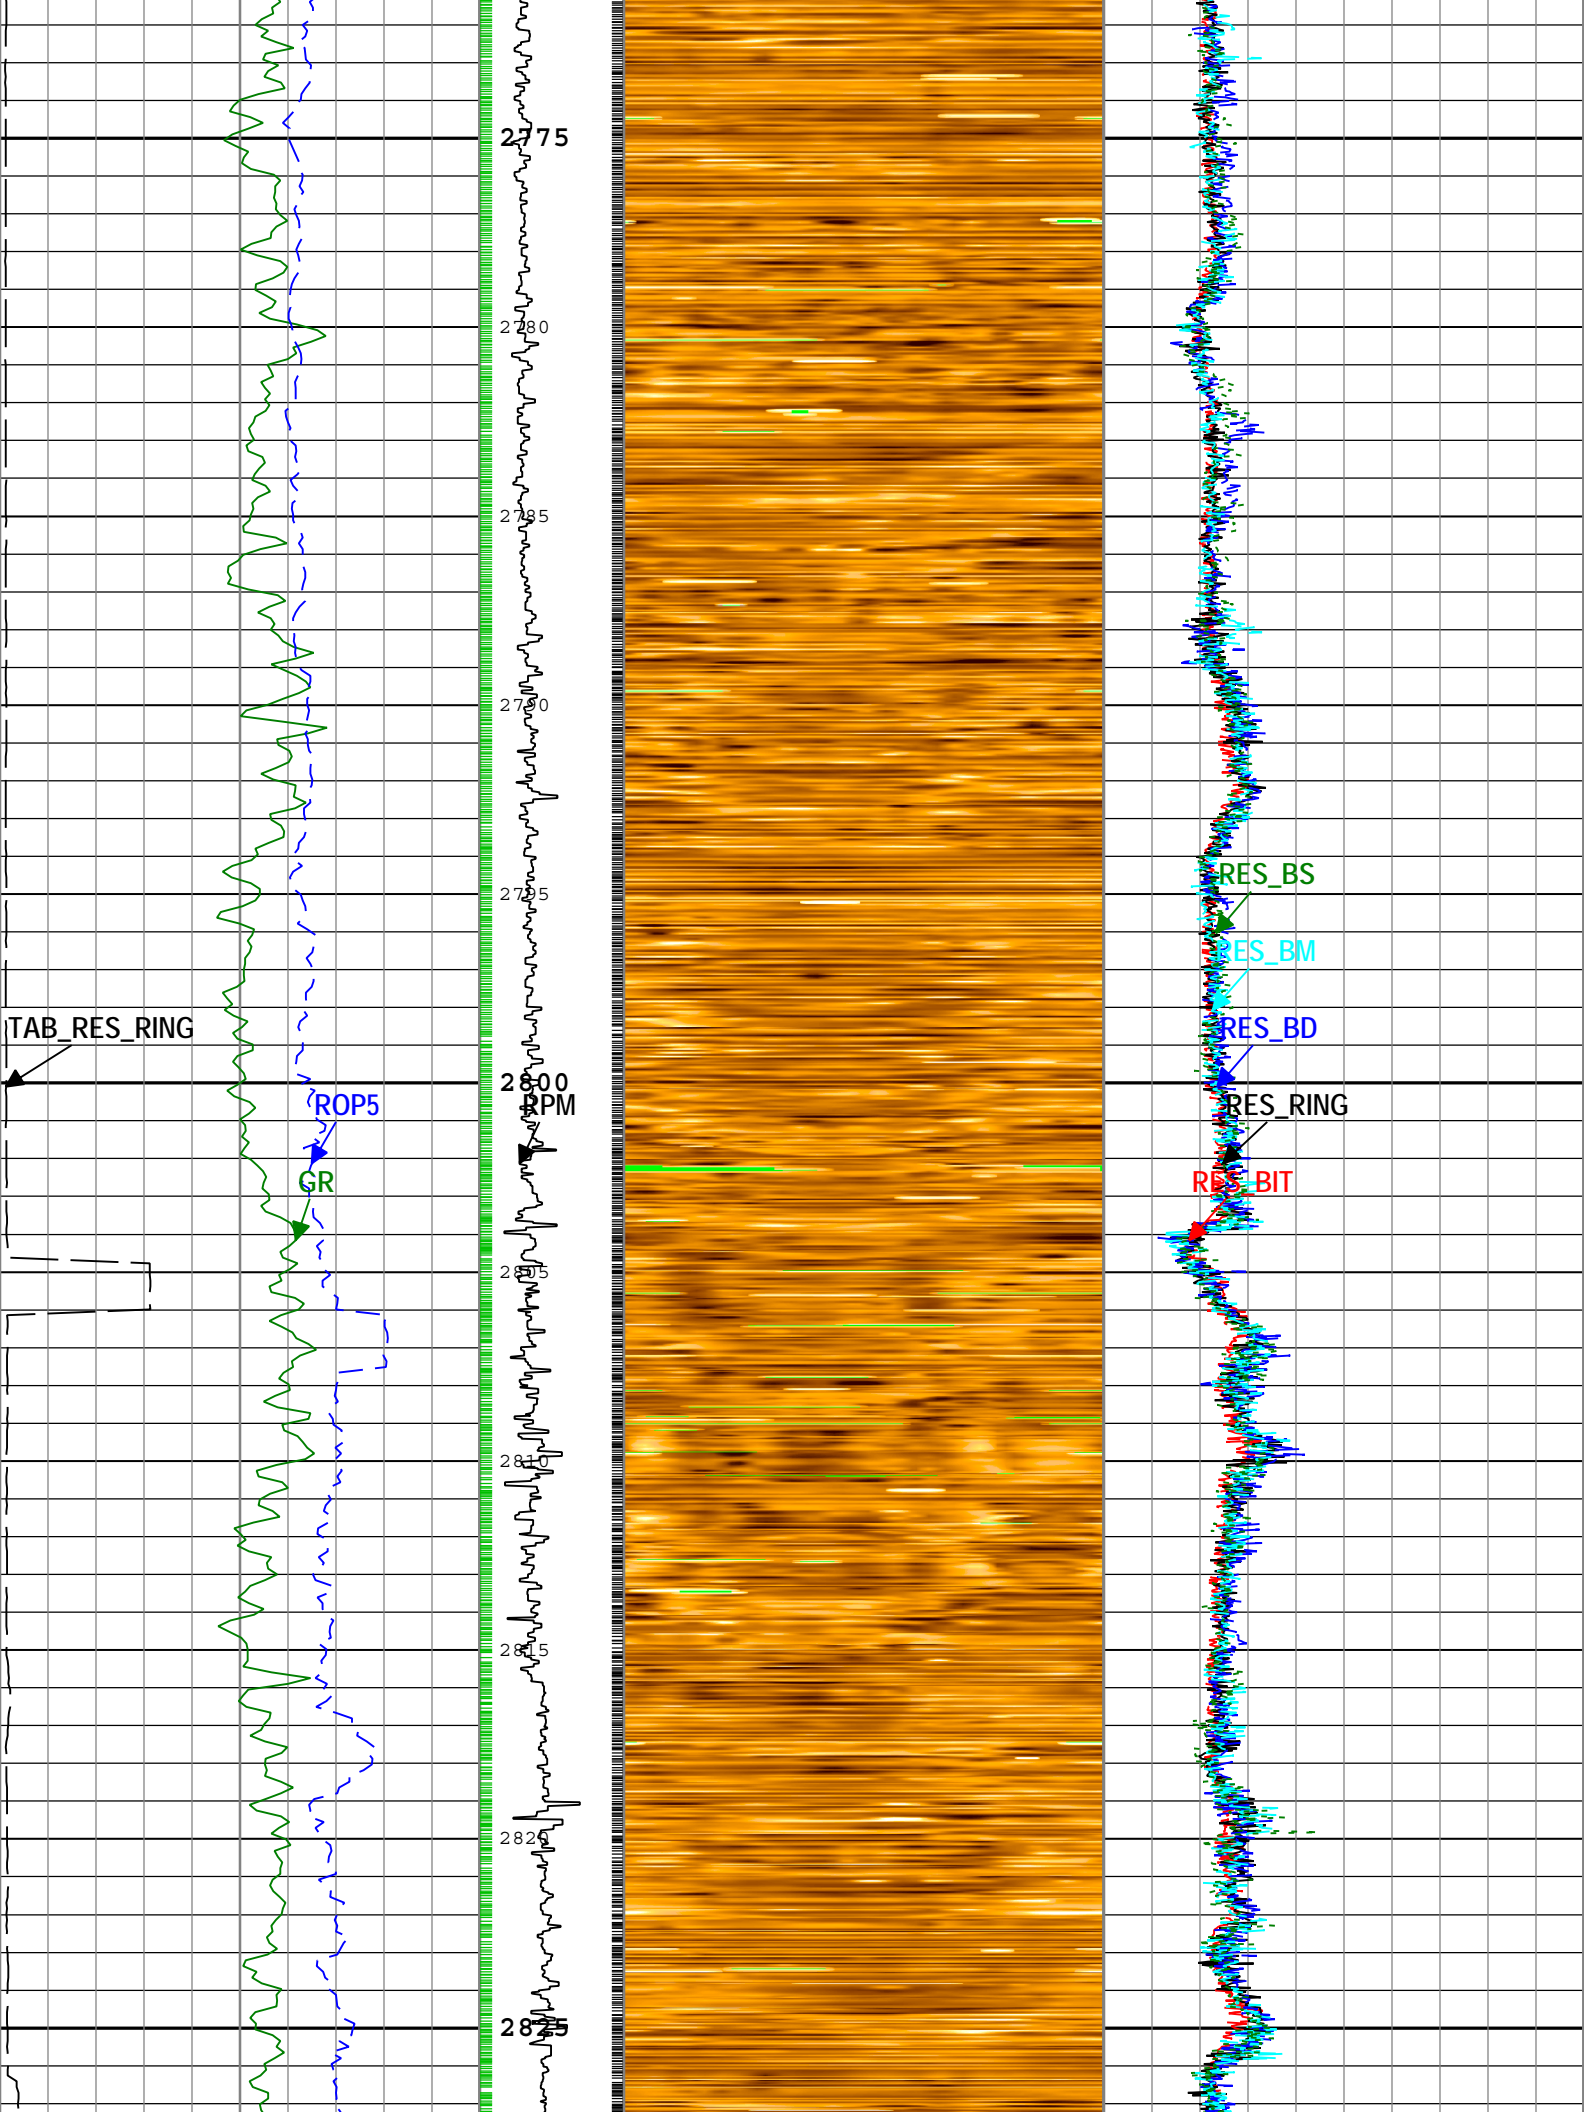 2775
2780
2785
2790
RES_BS
2795
RES_BM
TAB_RES_RING
RES_BD
2800
ROP5
RPM
RES_RING
GR
RES_BIT
2805
2810
2815
2820
2825